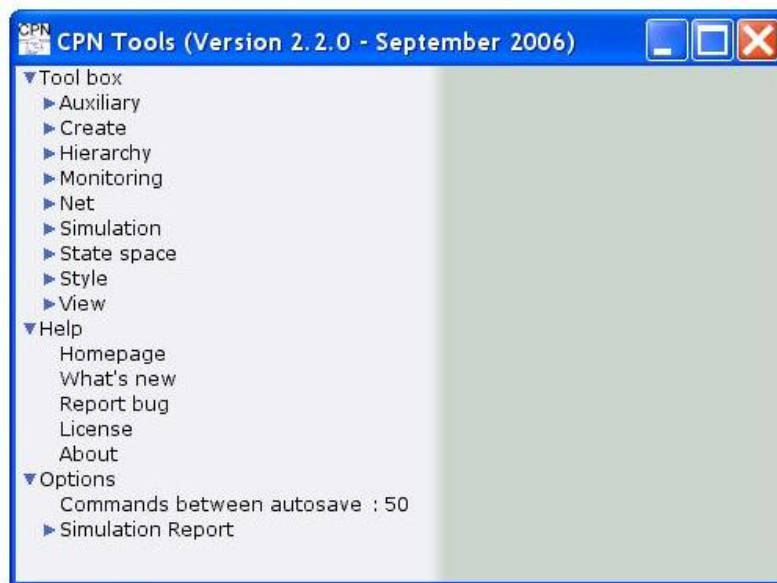 CPN
CPN Tools (Version 2.2.0 - September 2006)
Tool box
Auxiliary
Create
Hierarchy
Monitoring
Net
Simulation
State space
Style
View
Help
Homepage
What's new
Report bug
License
About
Options
Commands between autosave : 50
Simulation Report